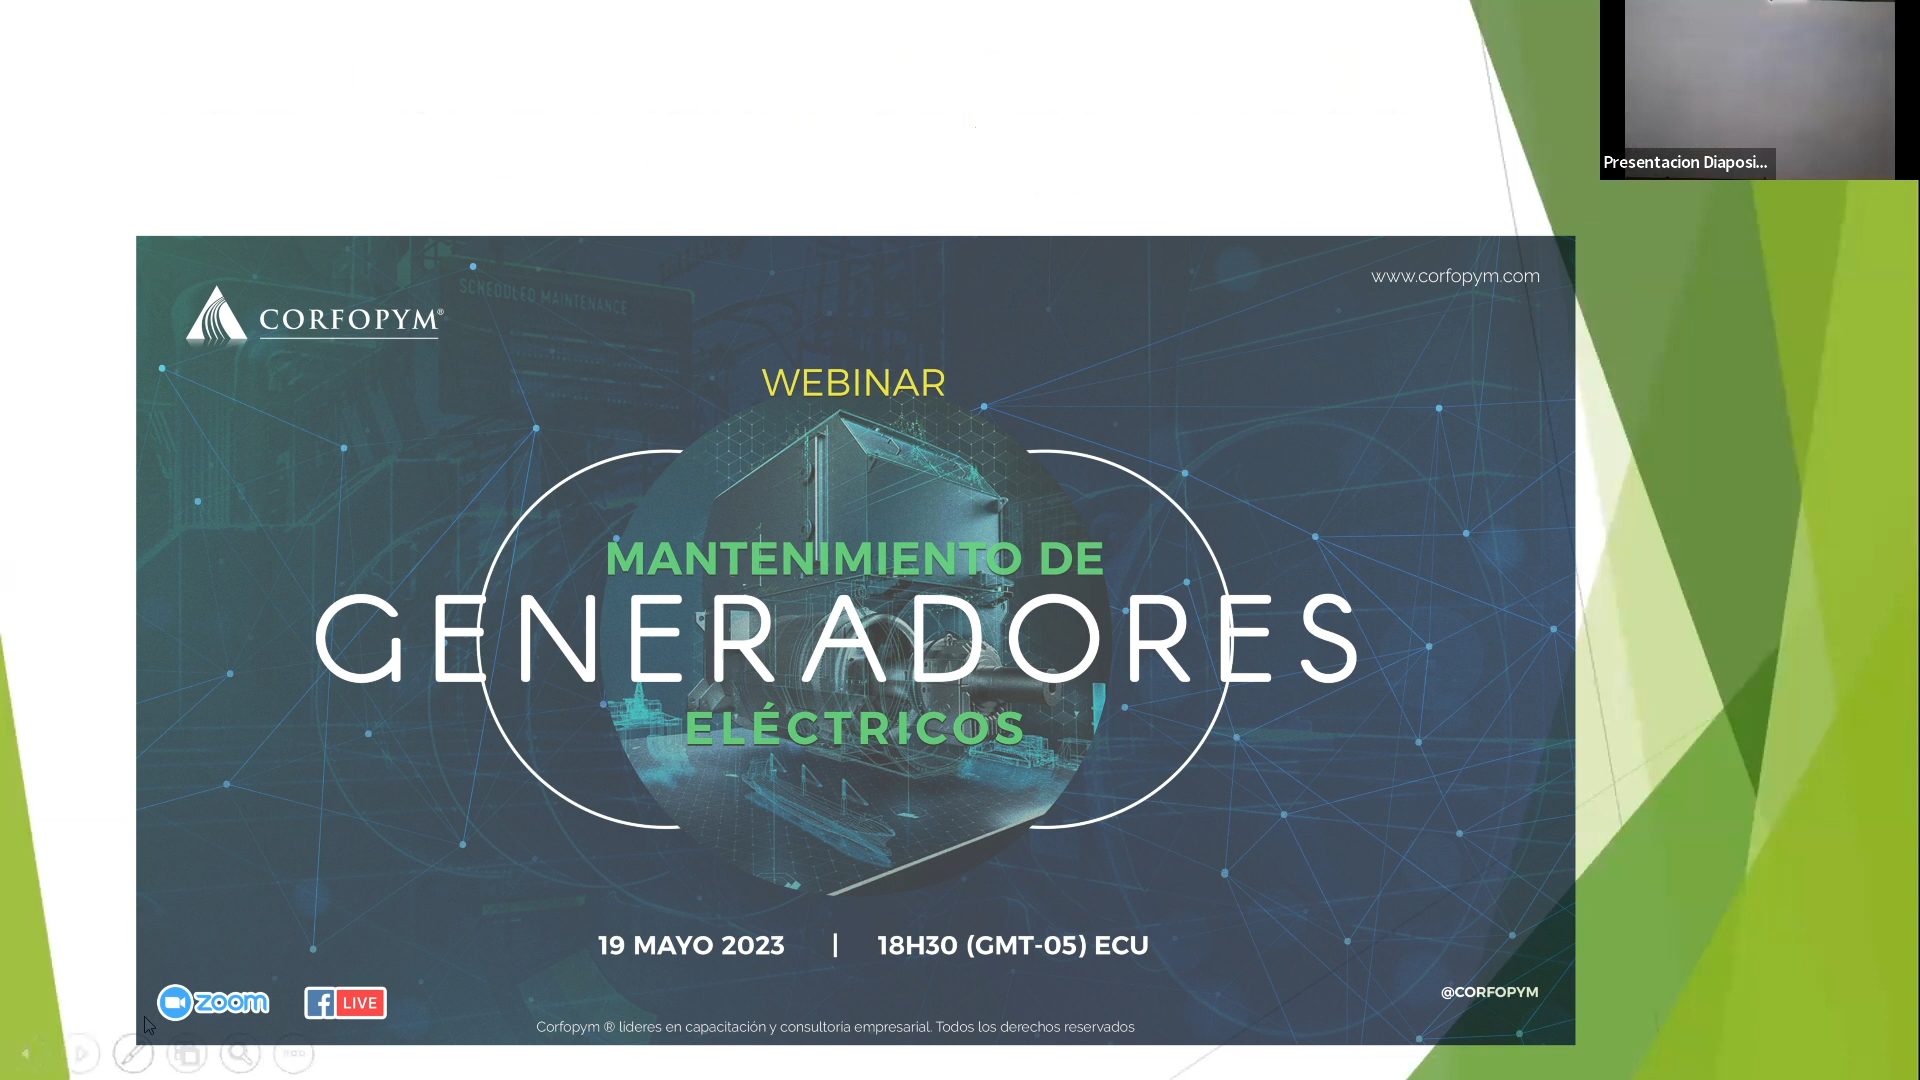 Presentacion Diaposi...
www.corfopym.com
SCHEDULED MAINTENANCE
CORFOPYM®
WEBINAR
MANTENIMIENTO DE
GENERADORES
ELÉCTRICOS
19 MAYO 2023 | 18H30 (GMT-05) ECU
zoom
f LIVE
@CORFOPYM
Corfopym ® líderes en capacitación y consultoria empresarial. Todos los derechos reservados